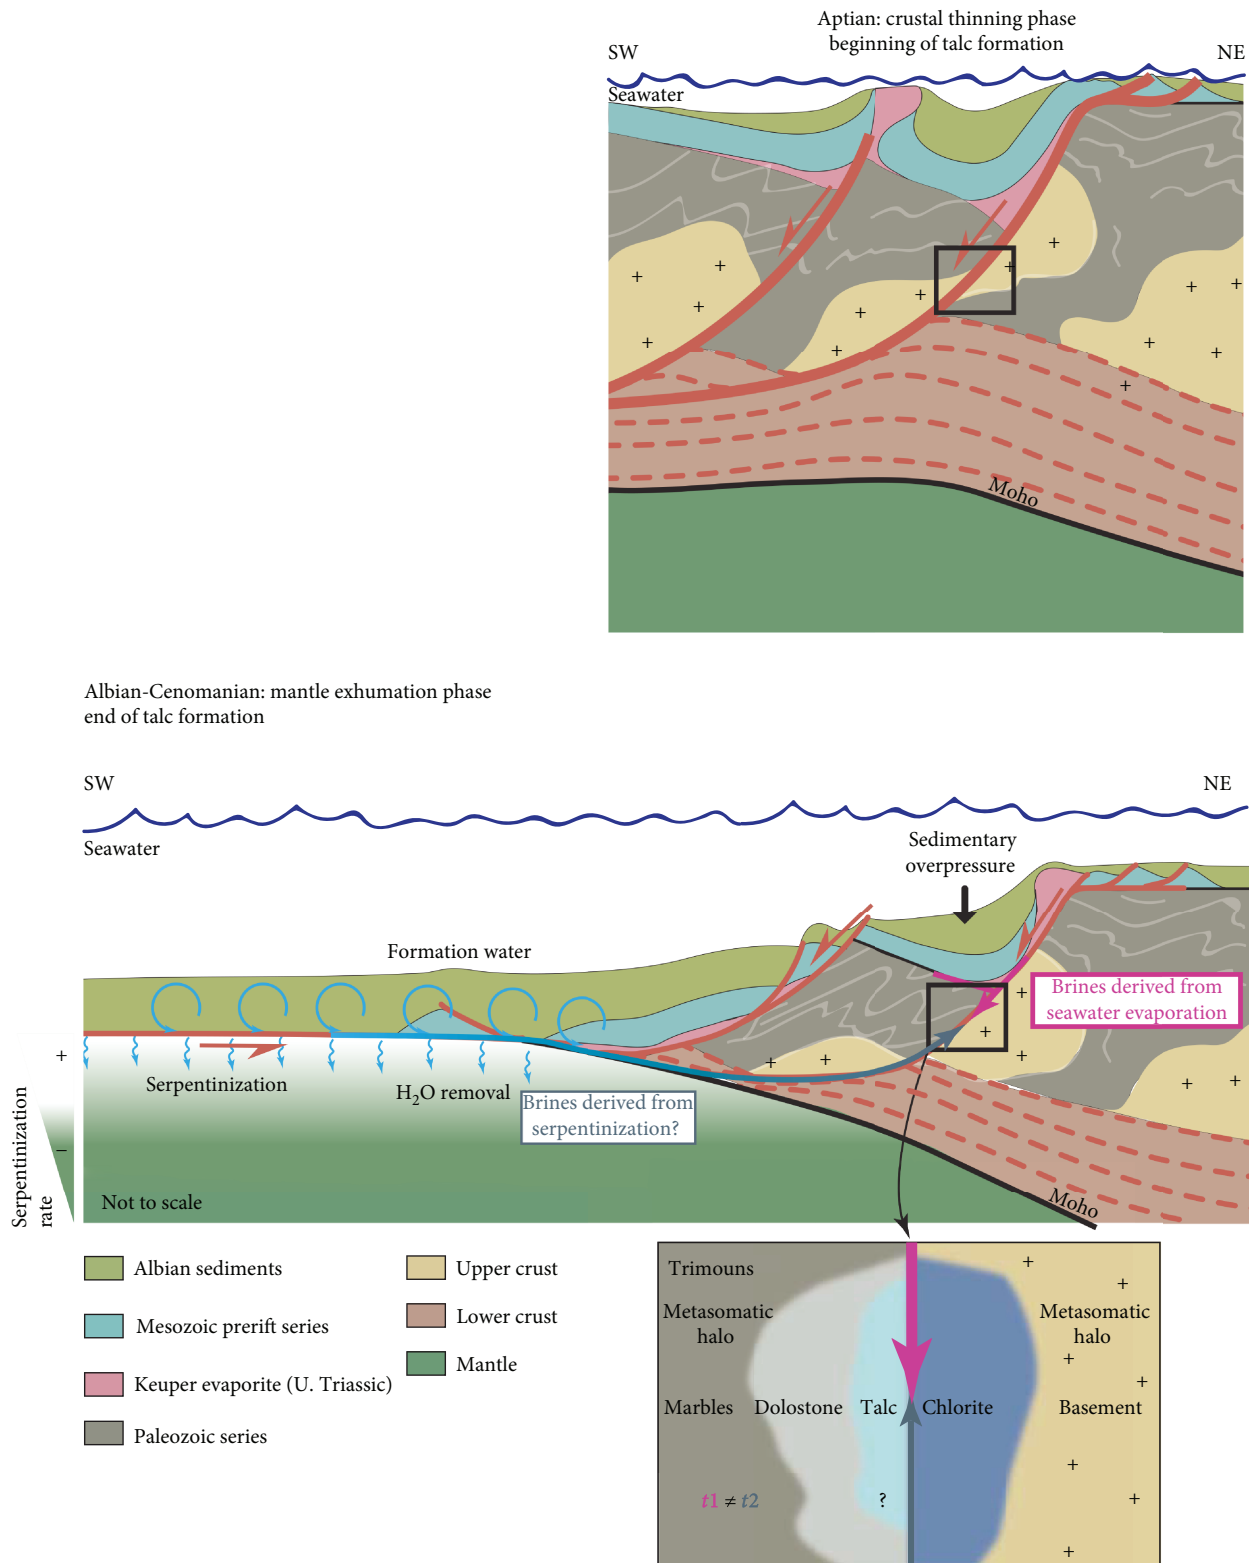 Aptian: crustal thinning phase
beginning of talc formation
SW
NE
Seawater
+
+
+
+
+
+
+
+
+
+
+
+
+
+
Moho
Albian-Cenomanian: mantle exhumation phase
end of talc formation
SW
NE
Seawater
Sedimentary
overpressure
Formation water
Brines derived from
seawater evaporation
+
+
+
+
+
+
+
+
Serpentinization
H₂O removal
Brines derived from
serpentinization?
Serpentinization
rate
−
Not to scale
Moho
Albian sediments
Mesozoic prerift series
Keuper evaporite (U. Triassic)
Paleozoic series
Upper crust
Lower crust
Mantle
Trimouns
Metasomatic
halo
Metasomatic
halo
Marbles
Dolostone
Talc
Chlorite
Basement
t1 ≠ t2
?
+
+
+
+
+
+
+